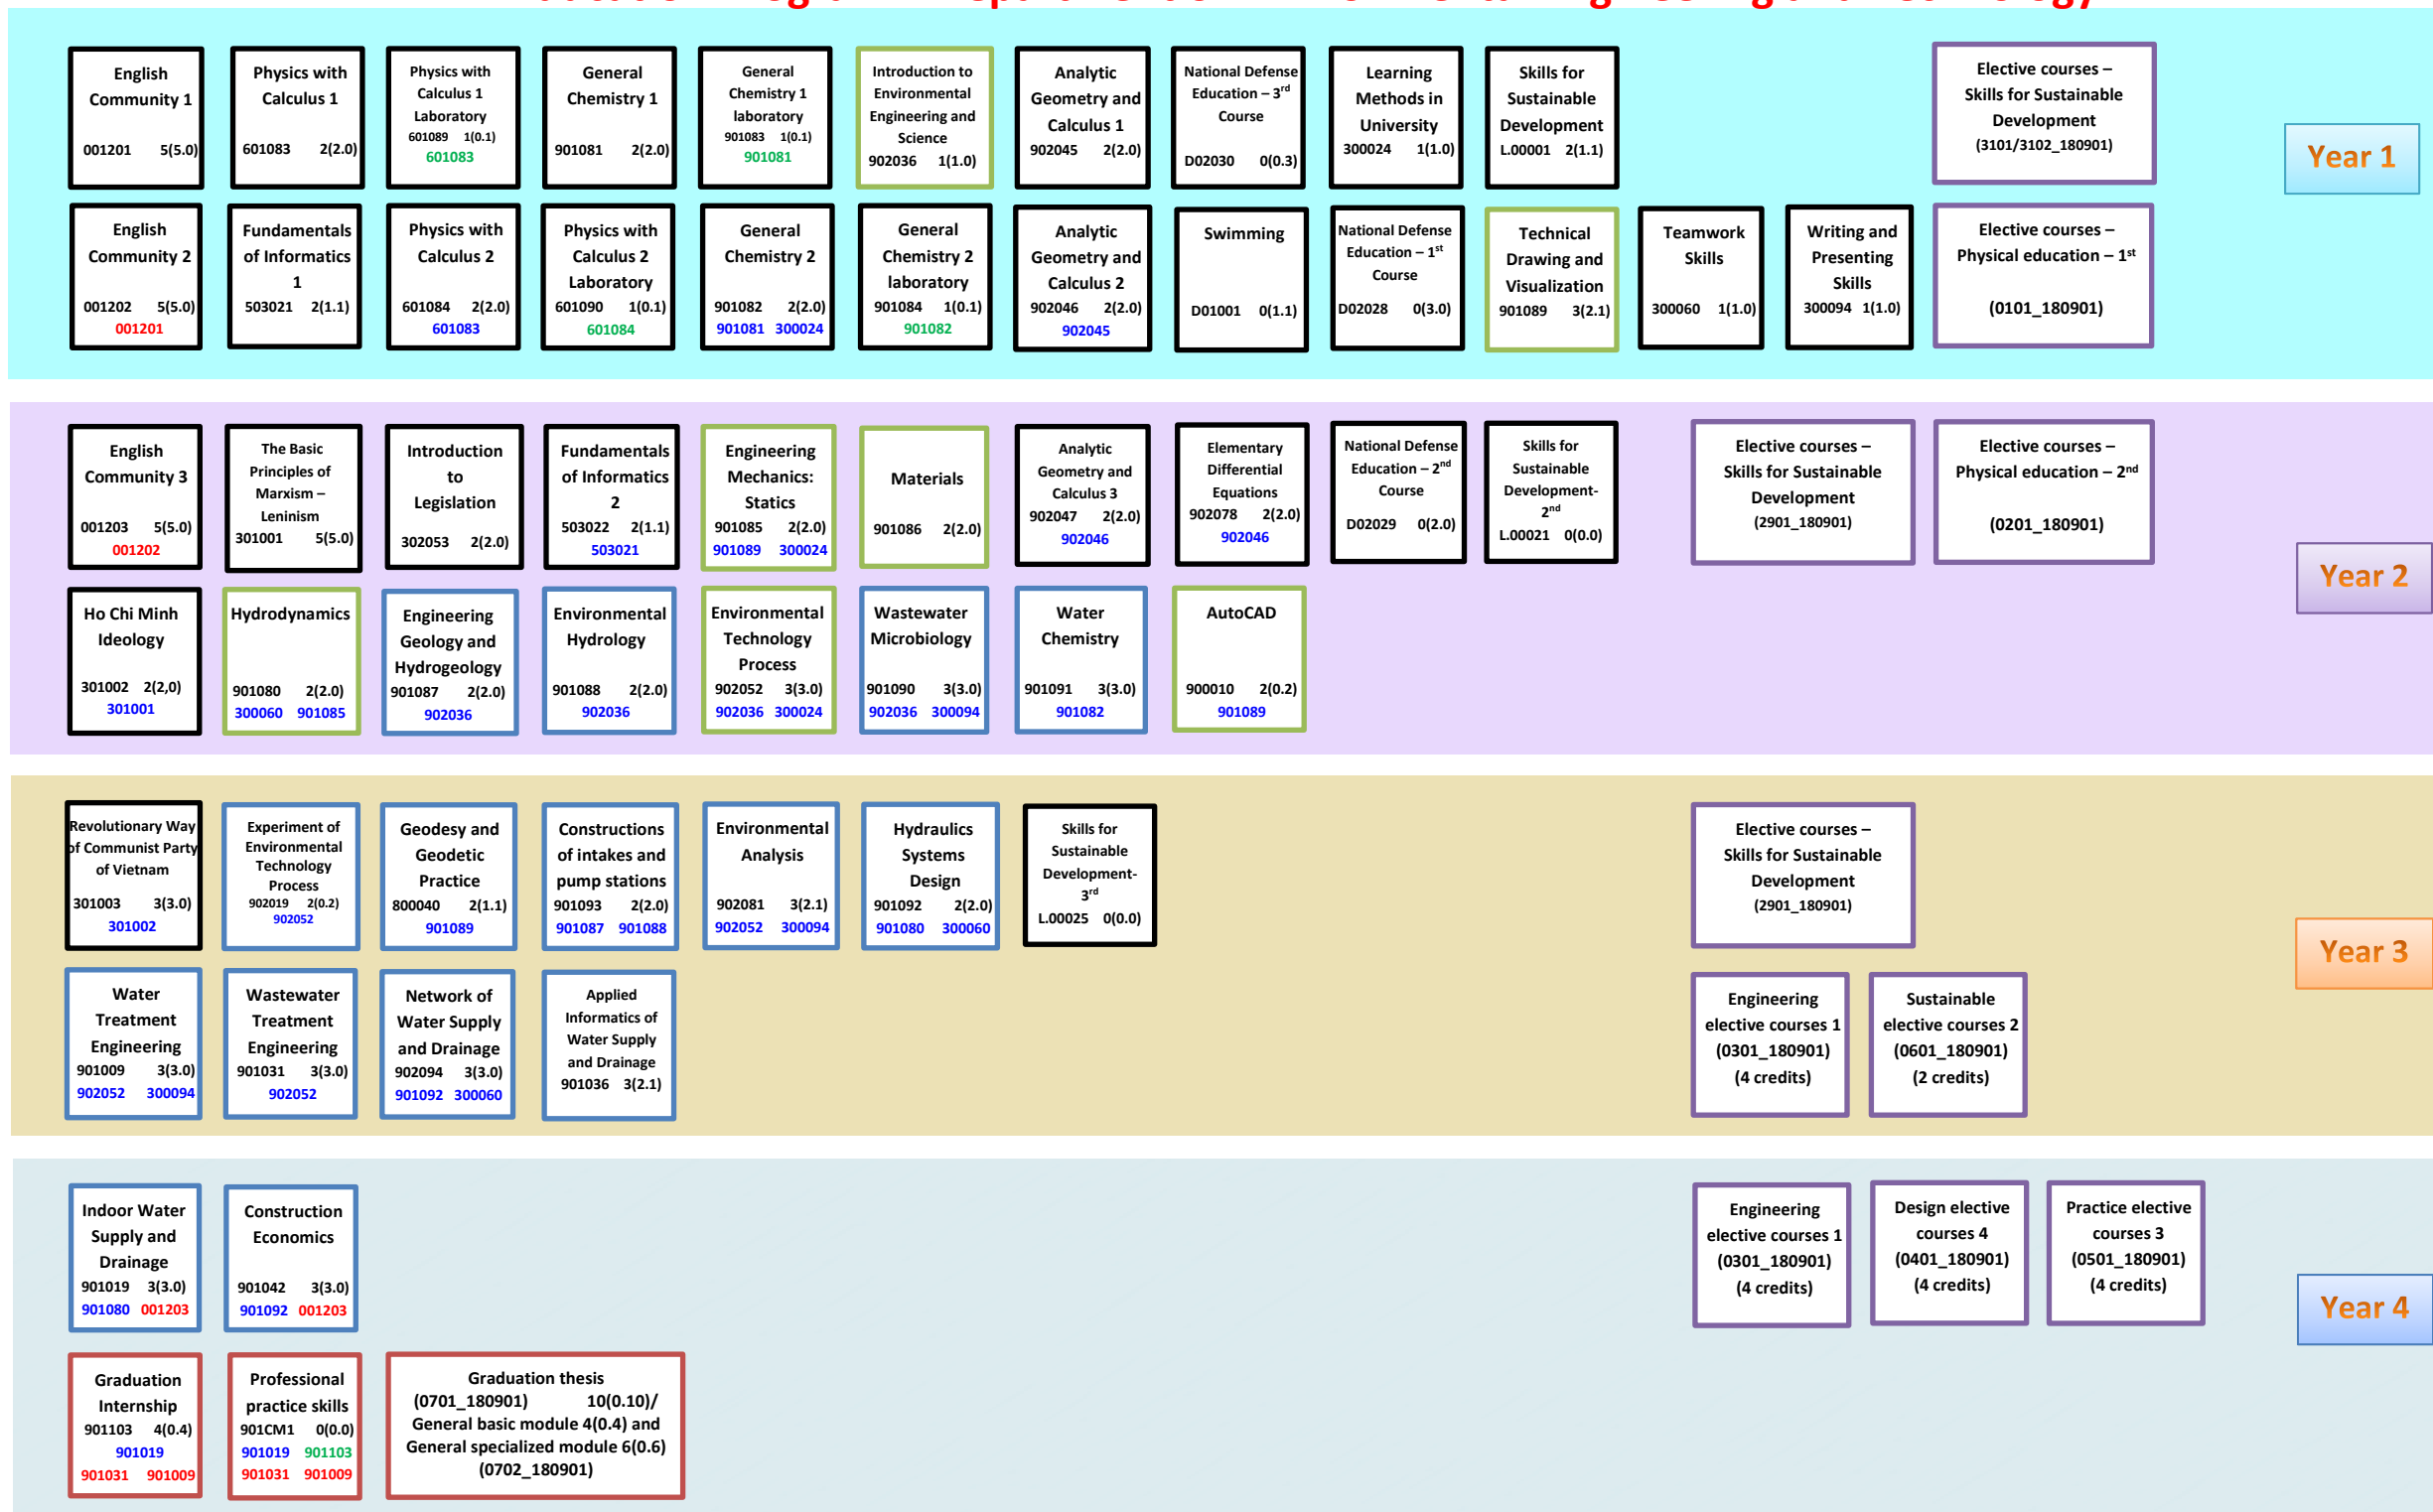 English
Community 1
001201 5(5.0)
Physics with
Calculus 1
601083 2(2.0)
Physics with
Calculus 1
Laboratory
601089 1(0.1)
601083
General
Chemistry 1
901081 2(2.0)
General
Chemistry 1
laboratory
901083 1(0.1)
901081
Introduction to
Environmental
Engineering and
Science
902036 1(1.0)
Analytic
Geometry and
Calculus 1
902045 2(2.0)
National Defense
Education – 3rd
Course
D02030 0(0.3)
Learning
Methods in
University
300024 1(1.0)
Skills for
Sustainable
Development
L.00001 2(1.1)
Elective courses –
Skills for Sustainable
Development
(3101/3102_180901)
Year 1
English
Community 2
001202 5(5.0)
001201
Fundamentals
of Informatics
1
503021 2(1.1)
Physics with
Calculus 2
601084 2(2.0)
601083
Physics with
Calculus 2
Laboratory
601090 1(0.1)
601084
General
Chemistry 2
901082 2(2.0)
901081 300024
General
Chemistry 2
laboratory
901084 1(0.1)
901082
Analytic
Geometry and
Calculus 2
902046 2(2.0)
902045
Swimming
D01001 0(1.1)
National Defense
Education – 1st
Course
D02028 0(3.0)
Technical
Drawing and
Visualization
901089 3(2.1)
Teamwork
Skills
300060 1(1.0)
Writing and
Presenting
Skills
300094 1(1.0)
Elective courses –
Physical education – 1st
(0101_180901)
English
Community 3
001203 5(5.0)
001202
The Basic
Principles of
Marxism –
Leninism
301001 5(5.0)
Introduction
to
Legislation
302053 2(2.0)
Fundamentals
of Informatics
2
503022 2(1.1)
503021
Engineering
Mechanics:
Statics
901085 2(2.0)
901089 300024
Materials
901086 2(2.0)
Analytic
Geometry and
Calculus 3
902047 2(2.0)
902046
Elementary
Differential
Equations
902078 2(2.0)
902046
National Defense
Education – 2nd
Course
D02029 0(2.0)
Skills for
Sustainable
Development-
2nd
L.00021 0(0.0)
Elective courses –
Skills for Sustainable
Development
(2901_180901)
Elective courses –
Physical education – 2nd
(0201_180901)
Year 2
Ho Chi Minh
Ideology
301002 2(2,0)
301001
Hydrodynamics
901080 2(2.0)
300060 901085
Engineering
Geology and
Hydrogeology
901087 2(2.0)
902036
Environmental
Hydrology
901088 2(2.0)
902036
Environmental
Technology
Process
902052 3(3.0)
902036 300024
Wastewater
Microbiology
901090 3(3.0)
902036 300094
Water
Chemistry
901091 3(3.0)
901082
AutoCAD
900010 2(0.2)
901089
Revolutionary Way
of Communist Party
of Vietnam
301003 3(3.0)
301002
Experiment of
Environmental
Technology
Process
902019 2(0.2)
902052
Geodesy and
Geodetic
Practice
800040 2(1.1)
901089
Constructions
of intakes and
pump stations
901093 2(2.0)
901087 901088
Environmental
Analysis
902081 3(2.1)
902052 300094
Hydraulics
Systems
Design
901092 2(2.0)
901080 300060
Skills for
Sustainable
Development-
3rd
L.00025 0(0.0)
Elective courses –
Skills for Sustainable
Development
(2901_180901)
Year 3
Water
Treatment
Engineering
901009 3(3.0)
902052 300094
Wastewater
Treatment
Engineering
901031 3(3.0)
902052
Network of
Water Supply
and Drainage
902094 3(3.0)
901092 300060
Applied
Informatics of
Water Supply
and Drainage
901036 3(2.1)
Engineering
elective courses 1
(0301_180901)
(4 credits)
Sustainable
elective courses 2
(0601_180901)
(2 credits)
Indoor Water
Supply and
Drainage
901019 3(3.0)
901080 001203
Construction
Economics
901042 3(3.0)
901092 001203
Engineering
elective courses 1
(0301_180901)
(4 credits)
Design elective
courses 4
(0401_180901)
(4 credits)
Practice elective
courses 3
(0501_180901)
(4 credits)
Year 4
Graduation
Internship
901103 4(0.4)
901019
901031 901009
Professional
practice skills
901CM1 0(0.0)
901019 901103
901031 901009
Graduation thesis
(0701_180901) 10(0.10)/
General basic module 4(0.4) and
General specialized module 6(0.6)
(0702_180901)